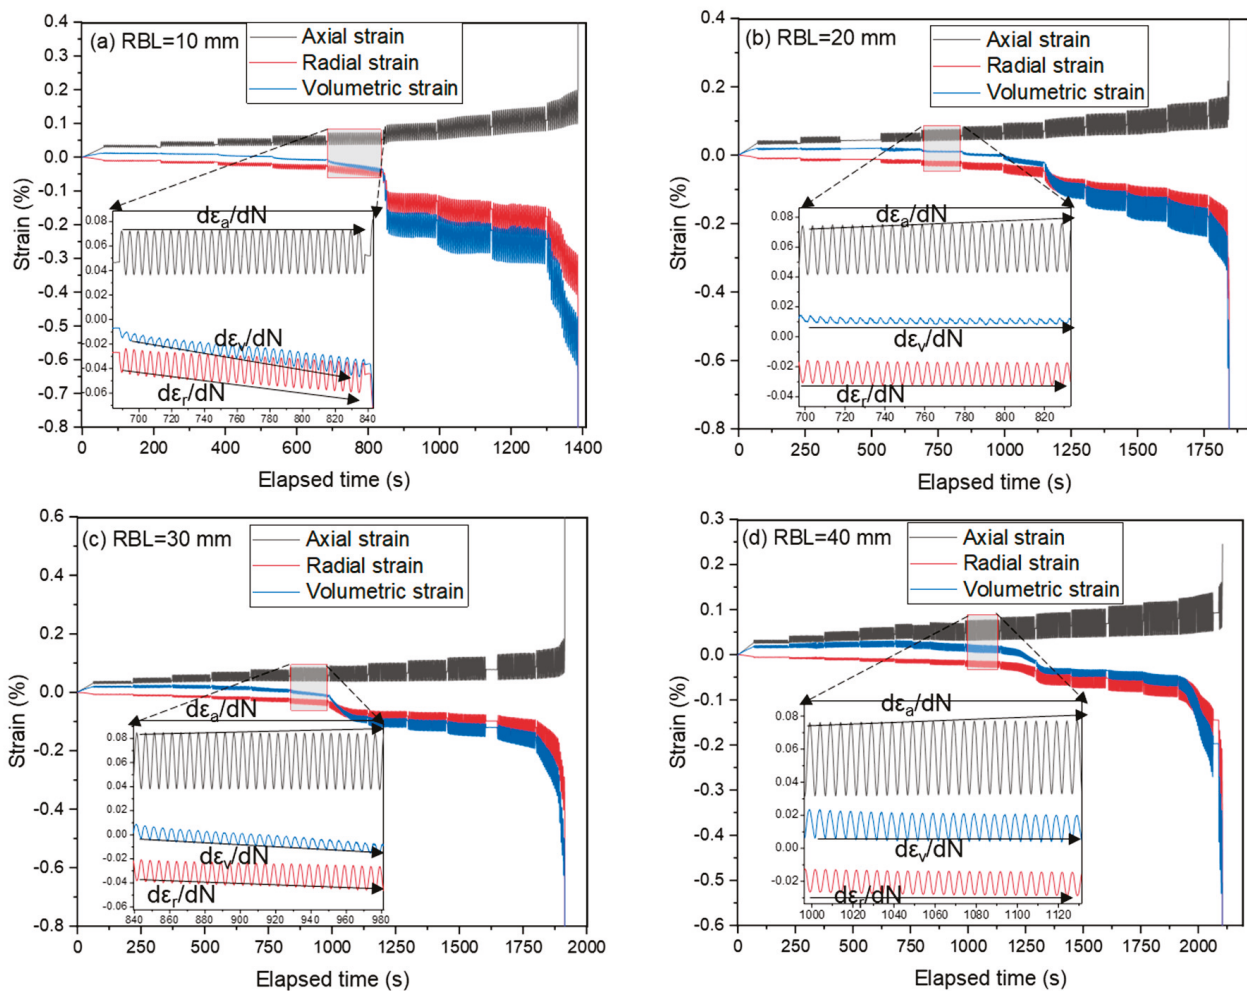 (a) RBL=10 mm
Axial strain
Radial strain
Volumetric strain
0.4
0.3
0.2
0.1
0.0
-0.1
-0.2
-0.3
-0.4
-0.5
-0.6
-0.7
-0.8
Strain (%)
dεa/dN
0.08
0.06
0.04
0.02
0.00
-0.02
-0.04
-0.06
dεv/dN
dεr/dN
700 720 740 760 780 800 820 840
0 200 400 600 800 1000 1200 1400
Elapsed time (s)
(b) RBL=20 mm
Axial strain
Radial strain
Volumetric strain
0.4
0.2
0.0
-0.2
-0.4
-0.6
-0.8
Strain (%)
dεa/dN
0.08
0.06
0.04
0.02
0.00
-0.02
-0.04
dεv/dN
dεr/dN
700 720 740 760 780 800 820
0 250 500 750 1000 1250 1500 1750
Elapsed time (s)
(c) RBL=30 mm
Axial strain
Radial strain
Volumetric strain
0.6
0.4
0.2
0.0
-0.2
-0.4
-0.6
-0.8
Strain (%)
dεa/dN
0.08
0.06
0.04
0.02
0.00
-0.02
-0.04
-0.06
dεv/dN
dεr/dN
840 860 880 900 920 940 960 980
0 250 500 750 1000 1250 1500 1750 2000
Elapsed time (s)
(d) RBL=40 mm
Axial strain
Radial strain
Volumetric strain
0.3
0.2
0.1
0.0
-0.1
-0.2
-0.3
-0.4
-0.5
-0.6
Strain (%)
dεa/dN
0.08
0.06
0.04
0.02
0.00
-0.02
dεv/dN
dεr/dN
1000 1020 1040 1060 1080 1100 1120
0 250 500 750 1000 1250 1500 1750 2000
Elapsed time (s)